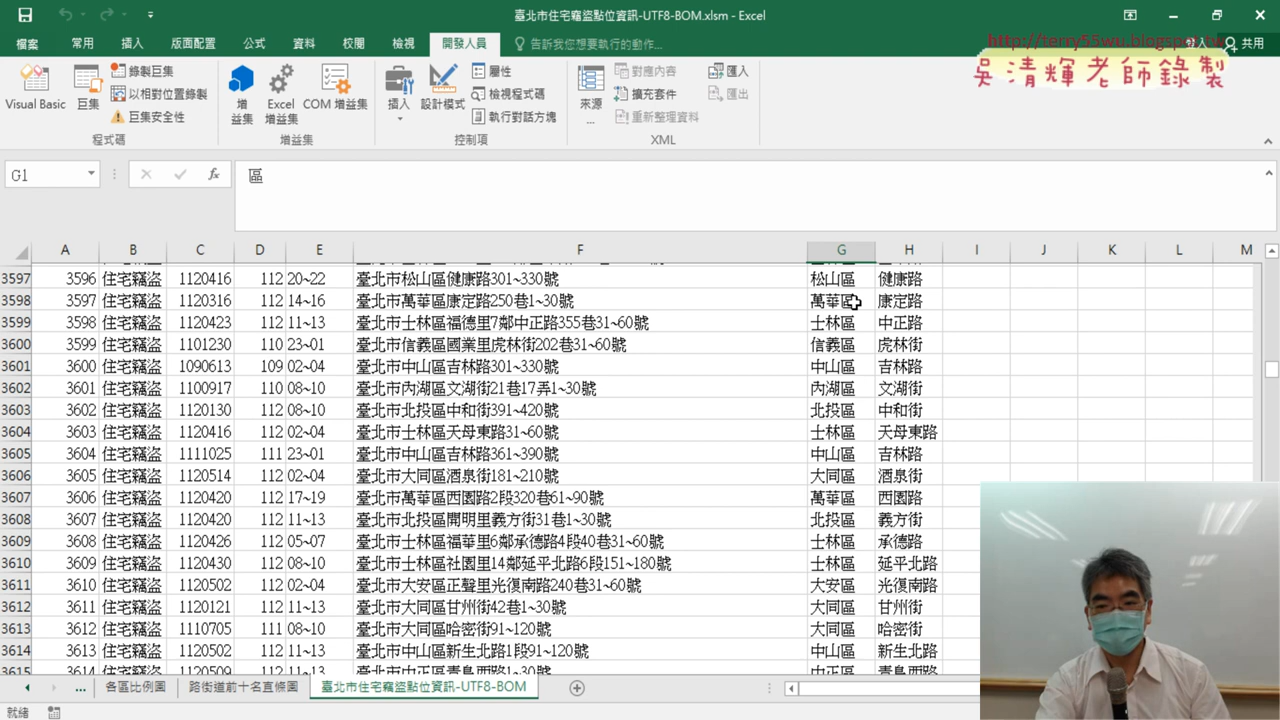 臺北市住宅竊盜點位資訊-UTF8-BOM.xlsm - Excel
檔案 常用 插入 版面配置 公式 資料 校閱 檢視 開發人員 告訴我您想要執行的動作... 共用
http://terry55wu.blogspot.tw
吳清輝老師錄製
Visual Basic 巨集 錄製巨集 以相對位置錄製 巨集安全性 增益集 Excel 增益集 COM 增益集 插入 設計模式 屬性 檢視程式碼 執行對話方塊 來源... 對應內容 擴充套件 重新整理資料 匯入 匯出
程式碼 增益集 控制項 XML
G1 fx 區
A B C D E F G H I J K L M
3597 3596 住宅竊盜 1120416 112 20~22 臺北市松山區健康路301~330號 松山區 健康路
3598 3597 住宅竊盜 1120316 112 14~16 臺北市萬華區康定路250巷1~30號 萬華區 康定路
3599 3598 住宅竊盜 1120423 112 11~13 臺北市士林區福德里7鄰中正路355巷31~60號 士林區 中正路
3600 3599 住宅竊盜 1101230 110 23~01 臺北市信義區國業里虎林街202巷31~60號 信義區 虎林街
3601 3600 住宅竊盜 1090613 109 02~04 臺北市中山區吉林路301~330號 中山區 吉林路
3602 3601 住宅竊盜 1100917 110 08~10 臺北市內湖區文湖街21巷17弄1~30號 內湖區 文湖街
3603 3602 住宅竊盜 1120130 112 08~10 臺北市北投區中和街391~420號 北投區 中和街
3604 3603 住宅竊盜 1120416 112 02~04 臺北市士林區天母東路31~60號 士林區 天母東路
3605 3604 住宅竊盜 1111025 111 23~01 臺北市中山區吉林路361~390號 中山區 吉林路
3606 3605 住宅竊盜 1120514 112 02~04 臺北市大同區酒泉街181~210號 大同區 酒泉街
3607 3606 住宅竊盜 1120420 112 17~19 臺北市萬華區西園路2段320巷61~90號 萬華區 西園路
3608 3607 住宅竊盜 1120420 112 11~13 臺北市北投區開明里義方街31巷1~30號 北投區 義方街
3609 3608 住宅竊盜 1120426 112 05~07 臺北市士林區福華里6鄰承德路4段40巷31~60號 士林區 承德路
3610 3609 住宅竊盜 1120430 112 08~10 臺北市士林區社園里14鄰延平北路6段151~180號 士林區 延平北路
3611 3610 住宅竊盜 1120502 112 02~04 臺北市大安區正聲里光復南路240巷31~60號 大安區 光復南路
3612 3611 住宅竊盜 1120121 112 11~13 臺北市大同區甘州街42巷1~30號 大同區 甘州街
3613 3612 住宅竊盜 1110705 111 08~10 臺北市大同區哈密街91~120號 大同區 哈密街
3614 3613 住宅竊盜 1120502 112 11~13 臺北市中山區新生北路1段91~120號 中山區 新生北路
3615 3614 住宅竊盜 1120509 112 11~13 臺北市中正區青島西路1~30號 中正區 青島西路
... 各區比例圖 路街道前十名直條圖 臺北市住宅竊盜點位資訊-UTF8-BOM
就緒